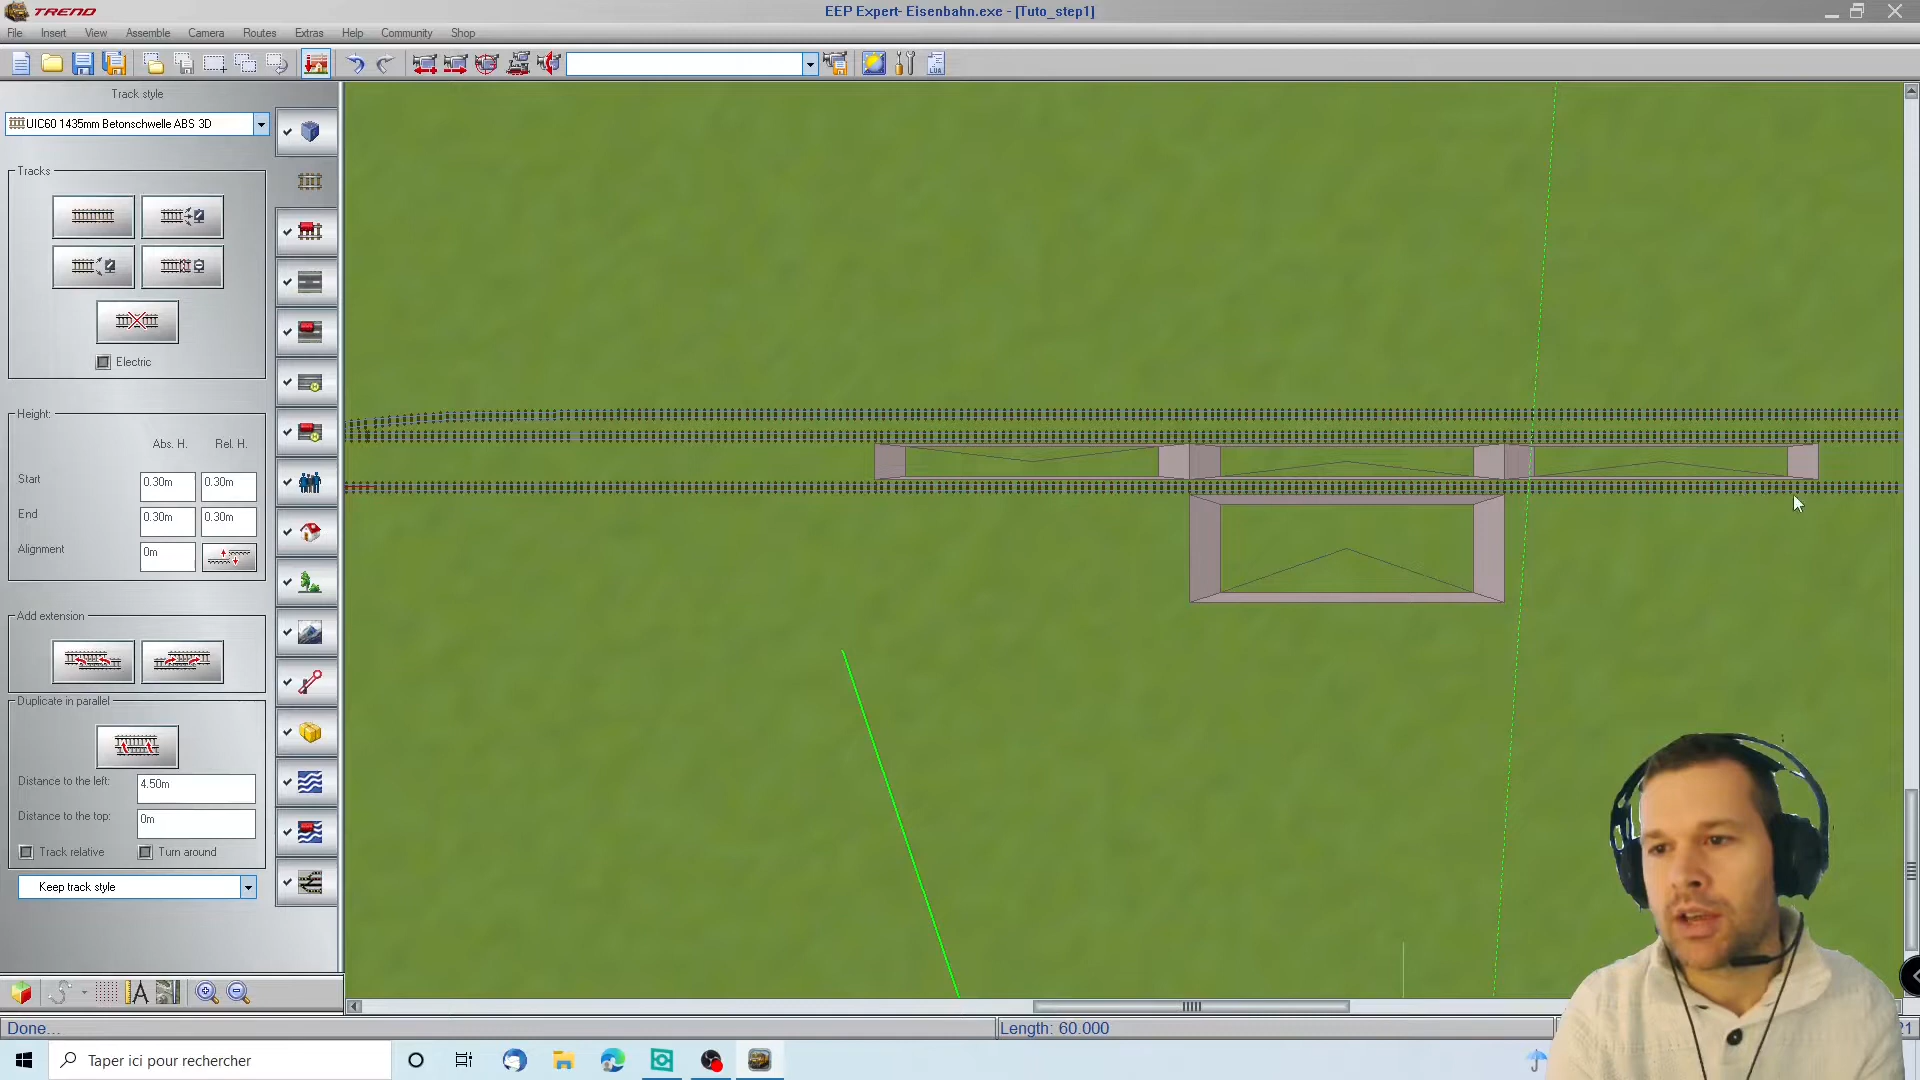 TREND
EEP Expert- Eisenbahn.exe - [Tuto_step1]
File Insert View Assemble Camera Routes Extras Help Community Shop
LUA
Track style
UIC60 1435mm Betonschwelle ABS 3D
Tracks
Electric
Height:
Abs. H. Rel. H.
Start 0.30m 0.30m
End 0.30m 0.30m
Alignment 0m
Add extension
Duplicate in parallel
Distance to the left: 4.50m
Distance to the top: 0m
Track relative Turn around
Keep track style
Done... Length: 60.000
Taper ici pour rechercher